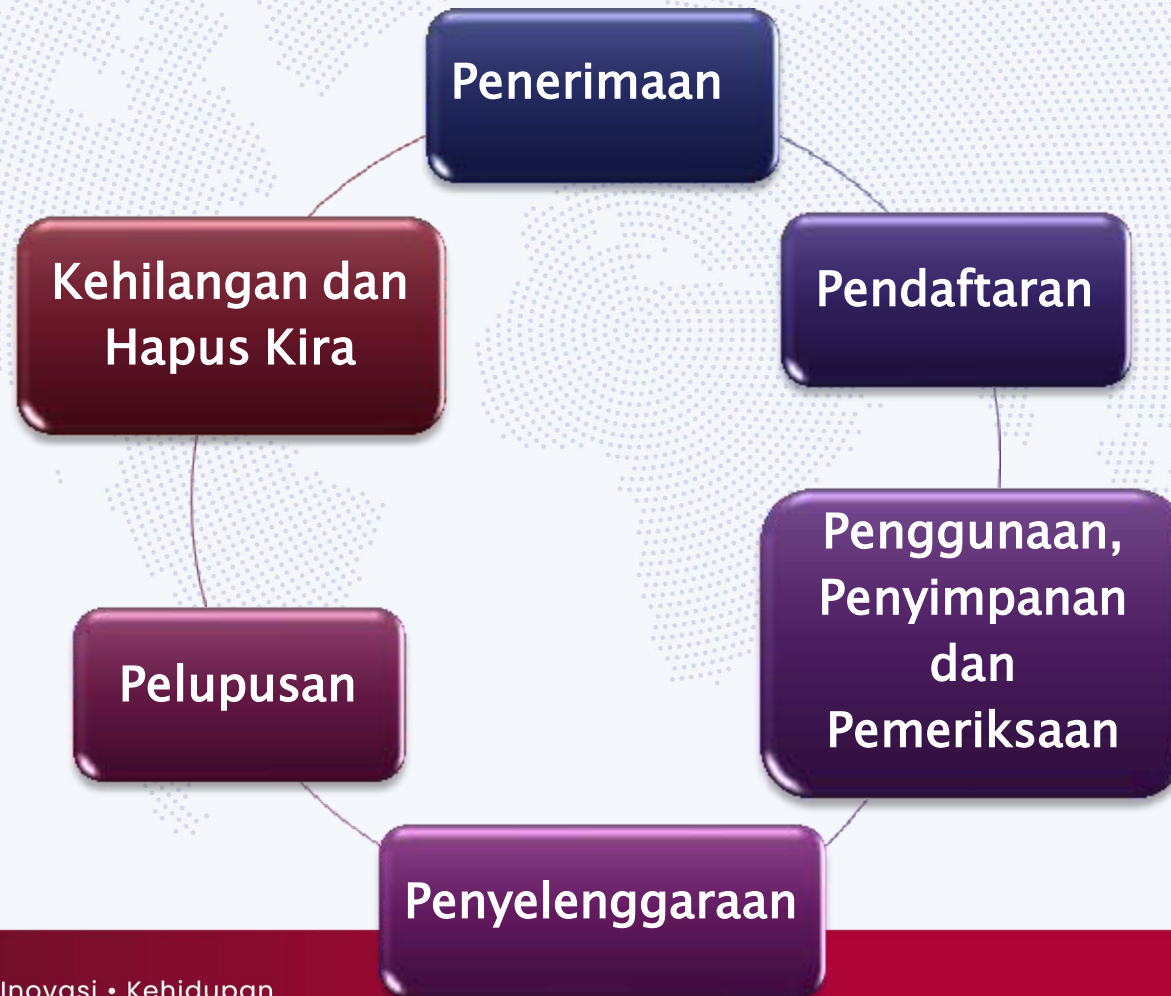 Penerimaan
Pendaftaran
Penggunaan,
Penyimpanan
dan
Pemeriksaan
Penyelenggaraan
Pelupusan
Kehilangan dan
Hapus Kira
Inovasi • Kehidupan